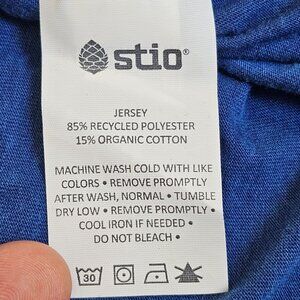 stio®
JERSEY
85% RECYCLED POLYESTER
15% ORGANIC COTTON
MACHINE WASH COLD WITH LIKE
COLORS • REMOVE PROMPTLY
AFTER WASH, NORMAL • TUMBLE
DRY LOW • REMOVE PROMPTLY •
COOL IRON IF NEEDED •
DO NOT BLEACH •
30